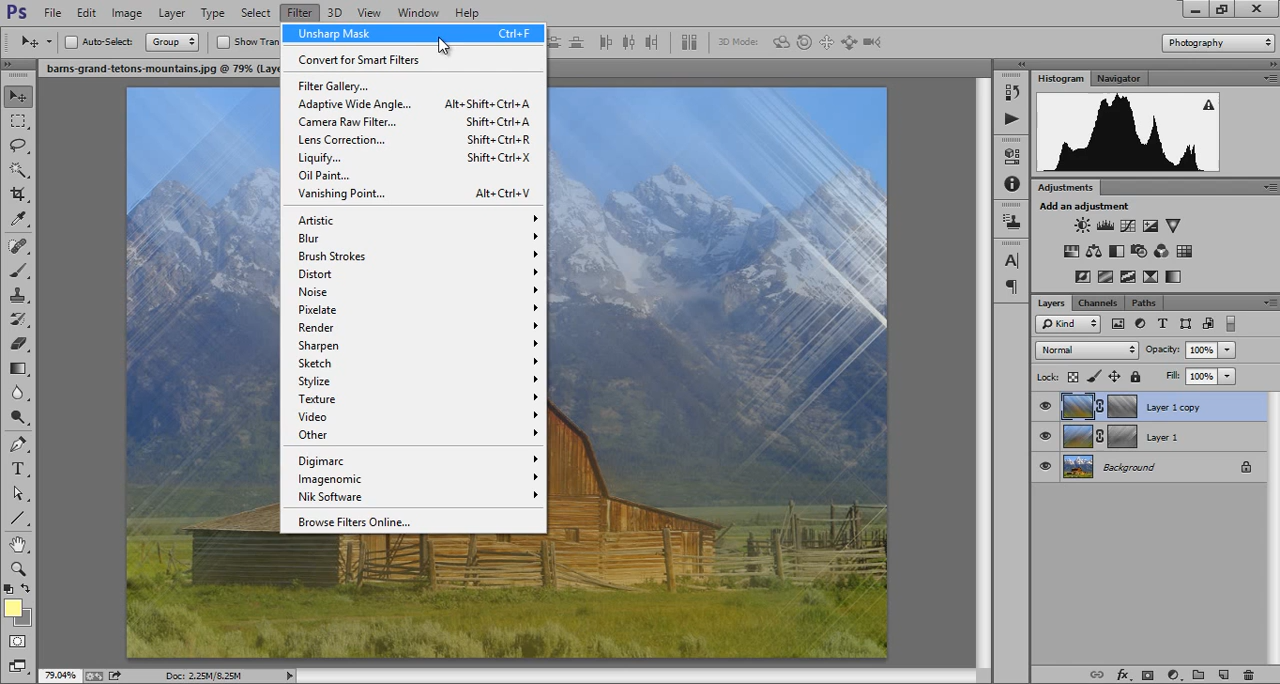 Ps File Edit Image Layer Type Select Filter 3D View Window Help
Auto-Select: Group Show Tran 3D Mode: Photography
barns-grand-tetons-mountains.jpg @ 79% (Laye
Unsharp Mask Ctrl+F
Convert for Smart Filters
Filter Gallery...
Adaptive Wide Angle... Alt+Shift+Ctrl+A
Camera Raw Filter... Shift+Ctrl+A
Lens Correction... Shift+Ctrl+R
Liquify... Shift+Ctrl+X
Oil Paint...
Vanishing Point... Alt+Ctrl+V
Artistic
Blur
Brush Strokes
Distort
Noise
Pixelate
Render
Sharpen
Sketch
Stylize
Texture
Video
Other
Digimarc
Imagenomic
Nik Software
Browse Filters Online...
Histogram Navigator
Adjustments
Add an adjustment
Layers Channels Paths
Kind
Normal Opacity: 100%
Lock: Fill: 100%
Layer 1 copy
Layer 1
Background
79.04% Doc: 2.25M/8.25M